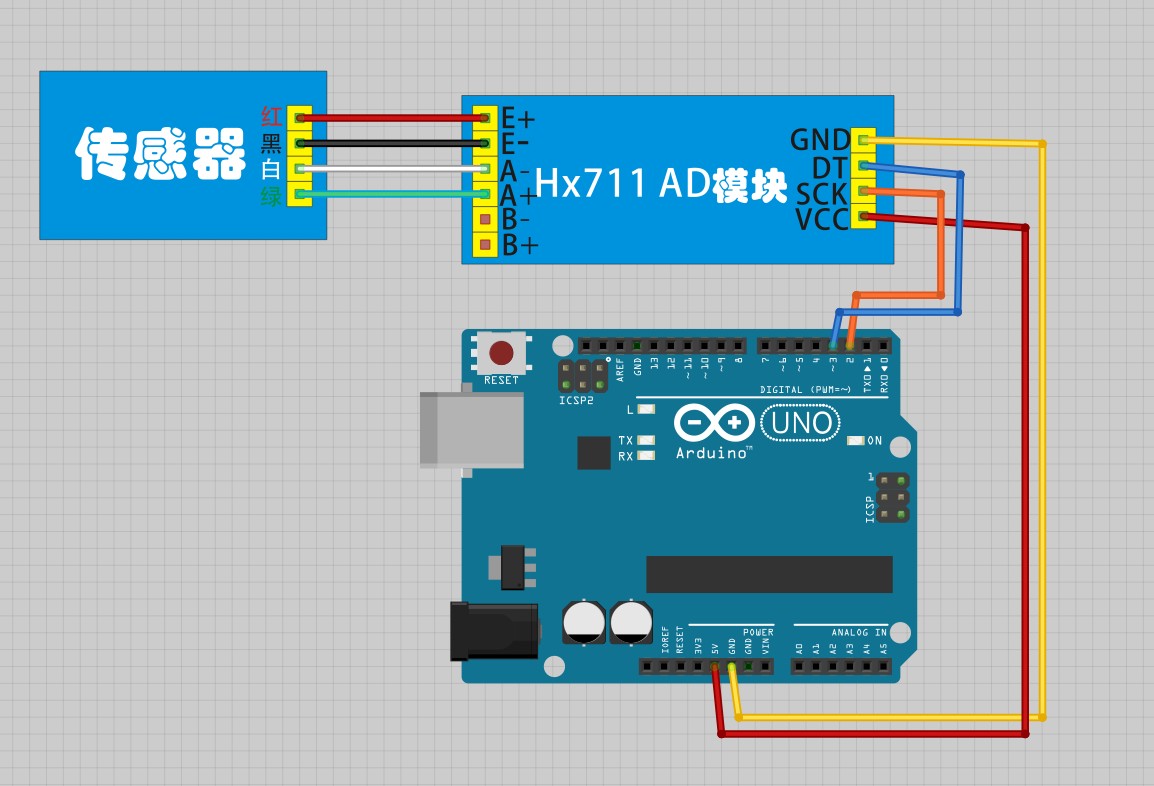 传感器
红
黑
白
绿
E+
E-
A-
A+
B-
B+
Hx711 AD模块
GND
DT
SCK
VCC
RESET
ICSP2
AREF
GND
13
12
~11
~10
~9
8
7
~6
~5
4
~3
2
TX0▶1
RX0◀0
DIGITAL (PWM=~)
L
TX
RX
UNO
Arduino™
ON
1
ICSP
IOREF
RESET
3V3
5V
GND
GND
VIN
POWER
A0
A1
A2
A3
A4
A5
ANALOG IN